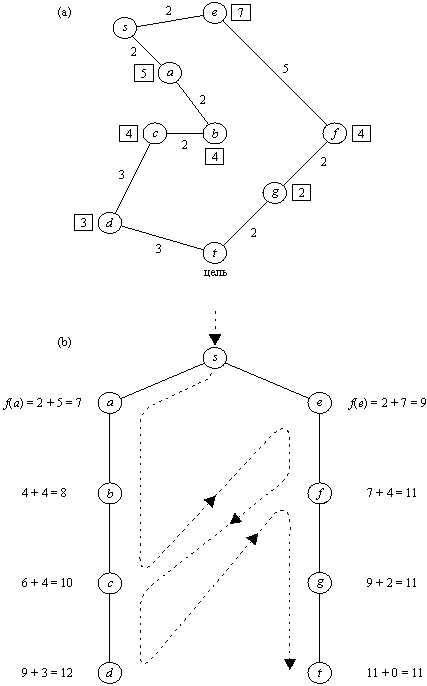 (a)
s
2
e
7
2
5
a
2
5
4
c
2
b
4
f
4
3
2
g
2
3
d
3
2
t
цель
(b)
s
f(a) = 2 + 5 = 7
a
e
f(e) = 2 + 7 = 9
4 + 4 = 8
b
f
7 + 4 = 11
6 + 4 = 10
c
g
9 + 2 = 11
9 + 3 = 12
d
t
11 + 0 = 11